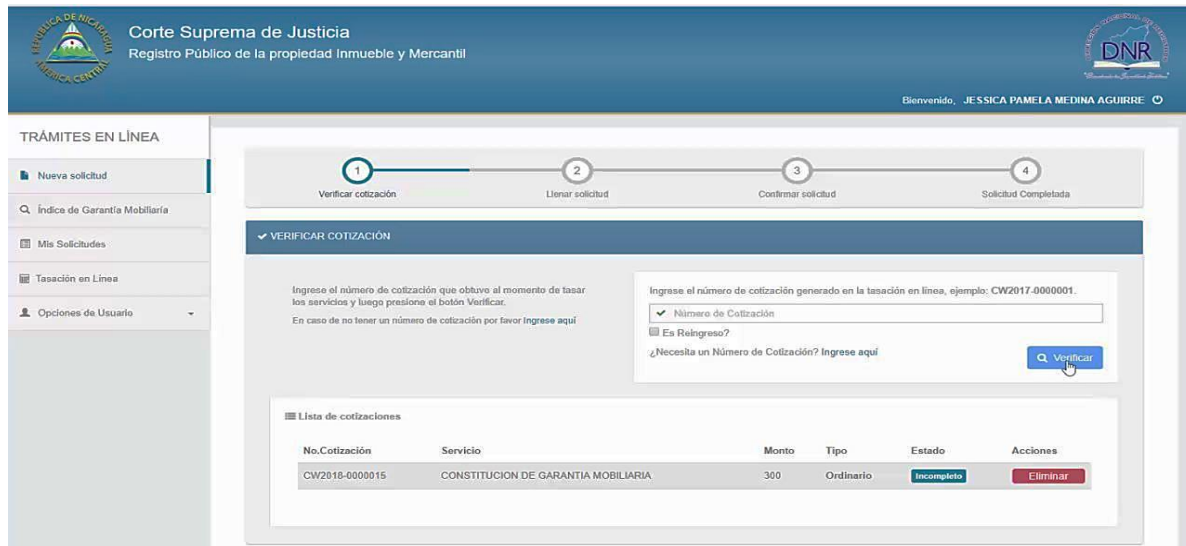 REPUBLICA DE NICARAGUA
AMERICA CENTRAL
Corte Suprema de Justicia
Registro Público de la propiedad Inmueble y Mercantil
DNR
Bienvenido, JESSICA PAMELA MEDINA AGUIRRE
TRÁMITES EN LÍNEA
Nueva solicitud
Índice de Garantía Mobiliaria
Mis Solicitudes
Tasación en Línea
Opciones de Usuario
1 2 3 4
Verificar cotización Llenar solicitud Confirmar solicitud Solicitud Completada
VERIFICAR COTIZACIÓN
Ingrese el número de cotización que obtuvo al momento de tasar
los servicios y luego presione el botón Verificar.
En caso de no tener un número de cotización por favor Ingrese aquí
Ingrese el número de cotización generado en la tasación en línea, ejemplo: CW2017-0000001.
Número de Cotización
Es Reingreso?
¿Necesita un Número de Cotización? Ingrese aquí
Verificar
Lista de cotizaciones
No.Cotización Servicio Monto Tipo Estado Acciones
CW2018-0000015 CONSTITUCION DE GARANTIA MOBILIARIA 300 Ordinario Incompleto Eliminar